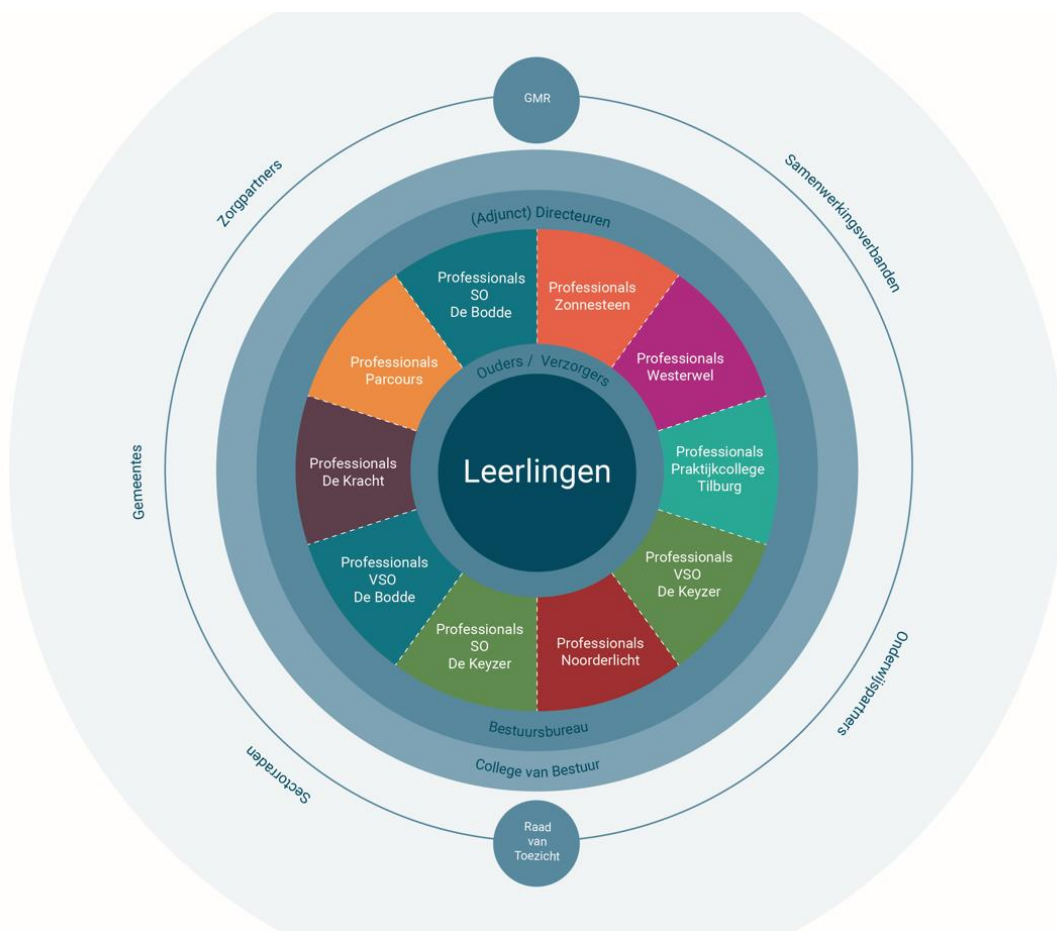 GMR
Zorgpartners
Samenwerkingsverbanden
(Adjunct) Directeuren
Professionals
SO
De Bodde
Professionals
Zonnesteen
Professionals
Parcours
Professionals
Westerwel
Ouders / Verzorgers
Leerlingen
Professionals
De Kracht
Professionals
Praktijkcollege
Tilburg
Gemeentes
Professionals
VSO
De Bodde
Professionals
VSO
De Keyzer
Professionals
SO
De Keyzer
Professionals
Noorderlicht
Onderwijspartners
Sectorraden
Bestuursbureau
College van Bestuur
Raad
van
Toezicht